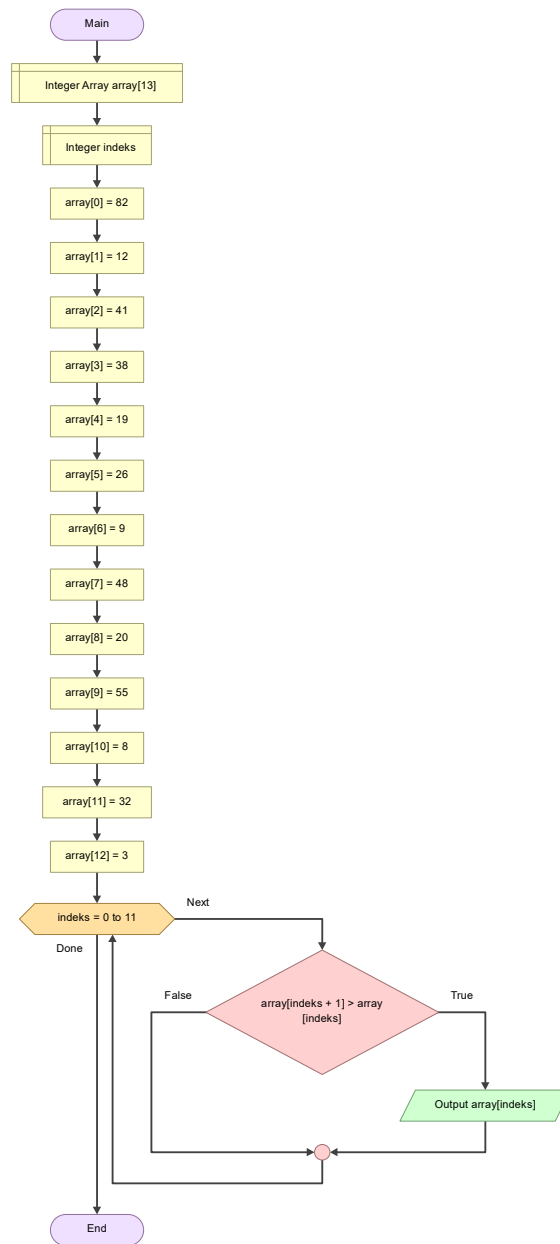 Main
Integer Array array[13]
Integer indeks
array[0] = 82
array[1] = 12
array[2] = 41
array[3] = 38
array[4] = 19
array[5] = 26
array[6] = 9
array[7] = 48
array[8] = 20
array[9] = 55
array[10] = 8
array[11] = 32
array[12] = 3
indeks = 0 to 11
Next
Done
False
array[indeks + 1] > array
[indeks]
True
Output array[indeks]
End